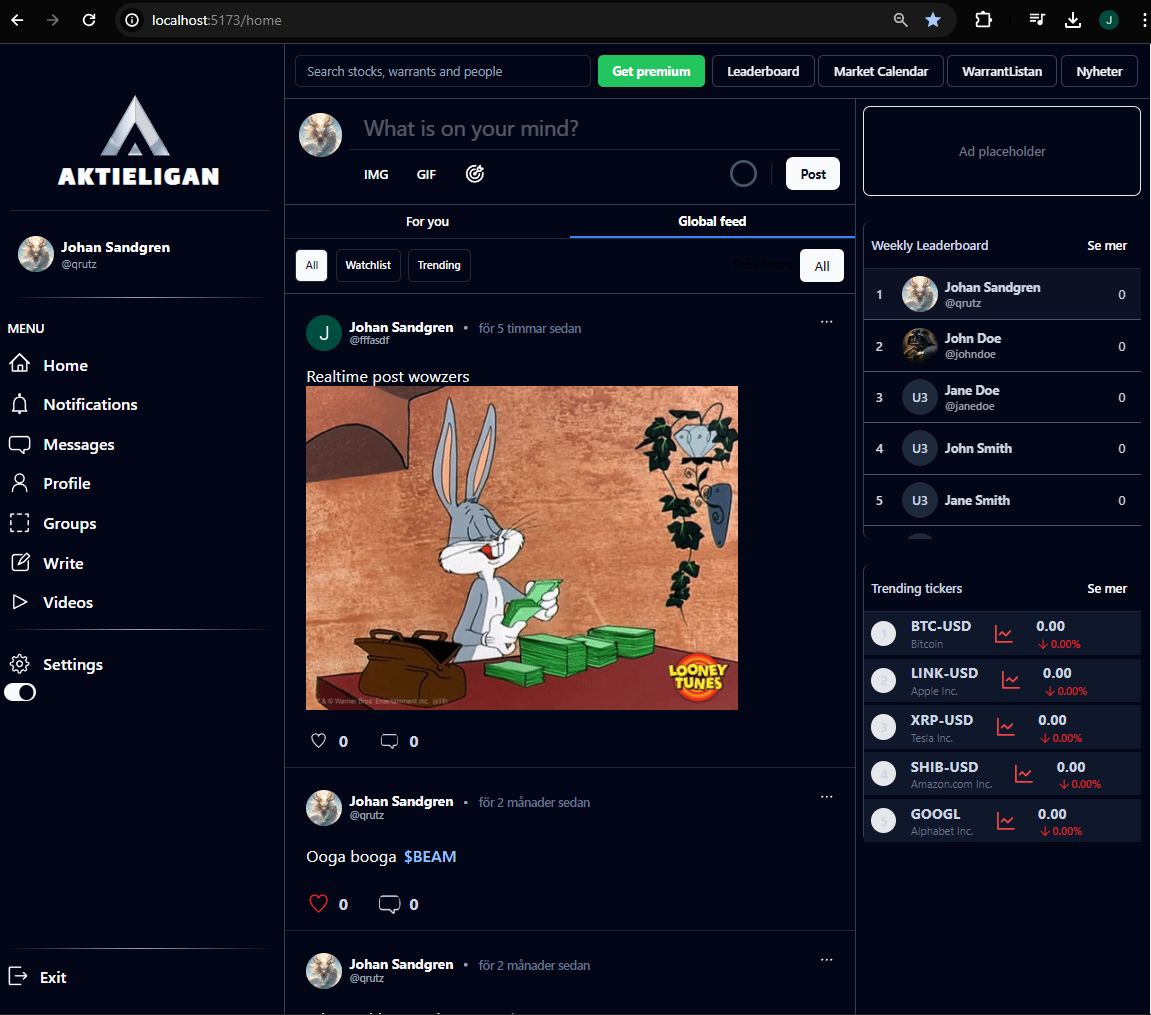 localhost:5173/home
J
Search stocks, warrants and people
Get premium
Leaderboard
Market Calendar
WarrantListan
Nyheter
AKTIELIGAN
Johan Sandgren
@qrutz
MENU
Home
Notifications
Messages
Profile
Groups
Write
Videos
Settings
Exit
What is on your mind?
IMG
GIF
Post
For you
Global feed
All
Watchlist
Trending
All
J
Johan Sandgren • för 5 timmar sedan
@fffasdf
Realtime post wowzers
LOONEY
TUNES
0
0
Johan Sandgren • för 2 månader sedan
@qrutz
Ooga booga $BEAM
0
0
Johan Sandgren • för 2 månader sedan
@qrutz
Ad placeholder
Weekly Leaderboard
Se mer
1
Johan Sandgren
@qrutz
0
2
John Doe
@johndoe
0
3
U3
Jane Doe
@janedoe
0
4
U3
John Smith
0
5
U3
Jane Smith
0
Trending tickers
Se mer
1
BTC-USD
Bitcoin
0.00
↓ 0.00%
2
LINK-USD
Apple Inc.
0.00
↓ 0.00%
3
XRP-USD
Tesla Inc.
0.00
↓ 0.00%
4
SHIB-USD
Amazon.com Inc.
0.00
↓ 0.00%
5
GOOGL
Alphabet Inc.
0.00
↓ 0.00%